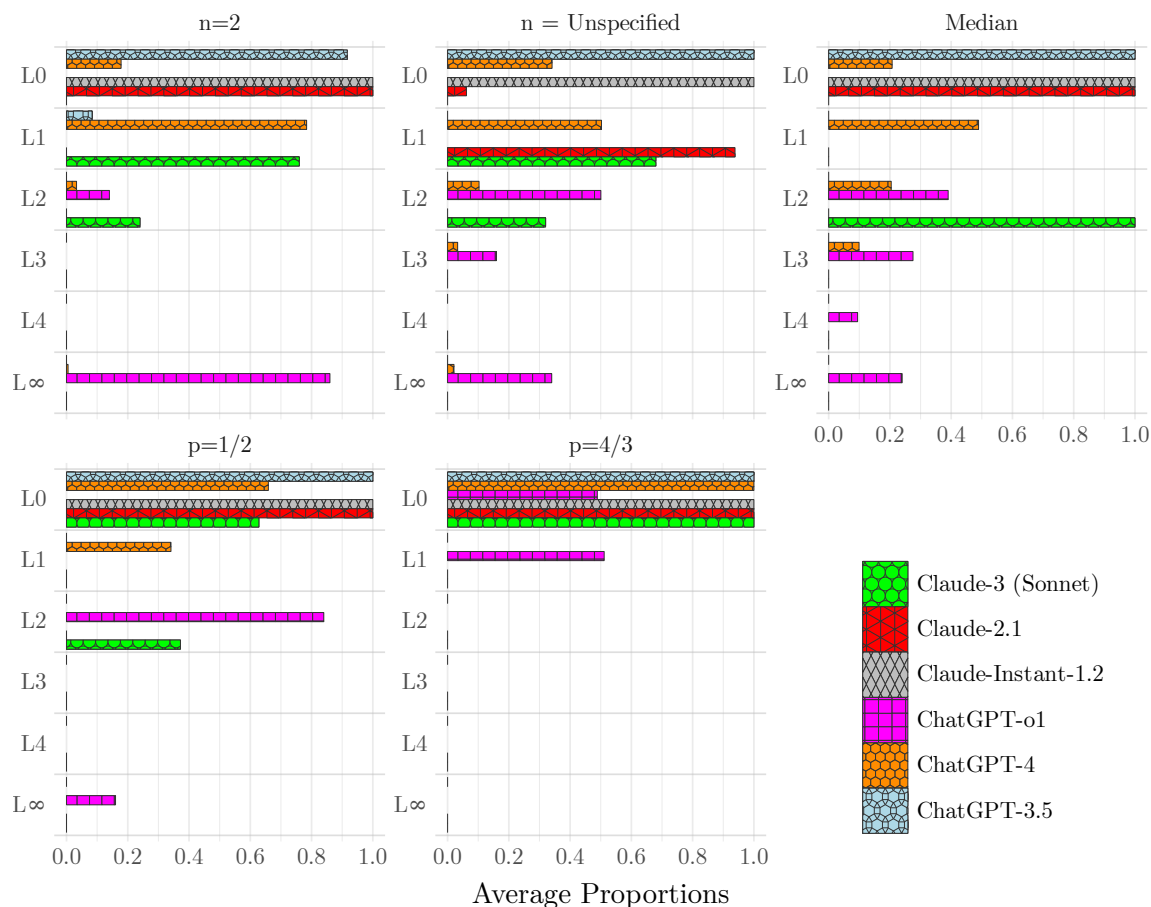 n=2
n = Unspecified
Median
L0
L1
L2
L3
L4
L∞
L0
L1
L2
L3
L4
L∞
L0
L1
L2
L3
L4
L∞
0.0 0.2 0.4 0.6 0.8 1.0
p=1/2
p=4/3
L0
L1
L2
L3
L4
L∞
0.0 0.2 0.4 0.6 0.8 1.0
L0
L1
L2
L3
L4
L∞
0.0 0.2 0.4 0.6 0.8 1.0
Claude-3 (Sonnet)
Claude-2.1
Claude-Instant-1.2
ChatGPT-o1
ChatGPT-4
ChatGPT-3.5
Average Proportions